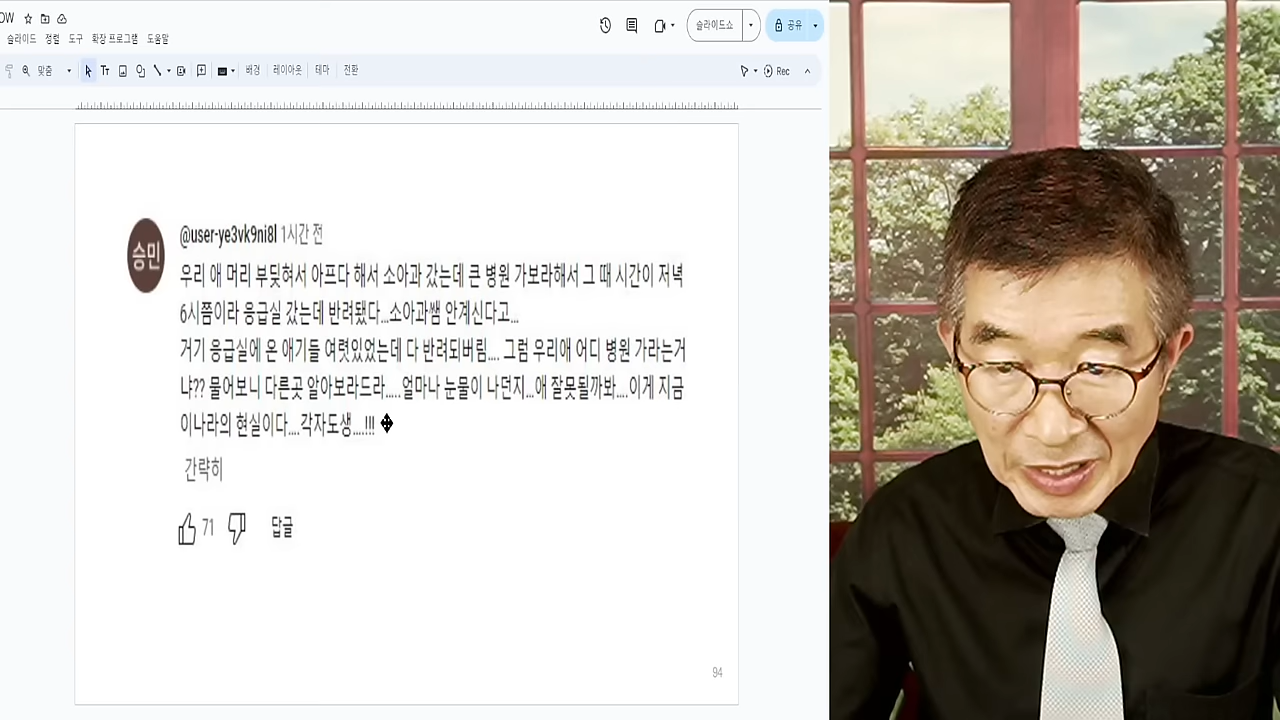 OW
슬라이드 정렬 도구 확장 프로그램 도움말
슬라이드쇼
공유
맞춤
Tт
배경
레이아웃
테마
전환
Rec
승민
@user-ye3vk9ni8l 1시간 전
우리 애 머리 부딪혀서 아프다 해서 소아과 갔는데 큰 병원 가보라해서 그 때 시간이 저녁
6시쯤이라 응급실 갔는데 반려됐다...소아과쌤 안계신다고...
거기 응급실에 온 애기들 여럿있었는데 다 반려되버림.... 그럼 우리애 어디 병원 가라는거
냐?? 물어보니 다른곳 알아보라드라.....얼마나 눈물이 나던지...애 잘못될까봐....이게 지금
이나라의 현실이다....각자도생....!!!
간략히
71
답글
94